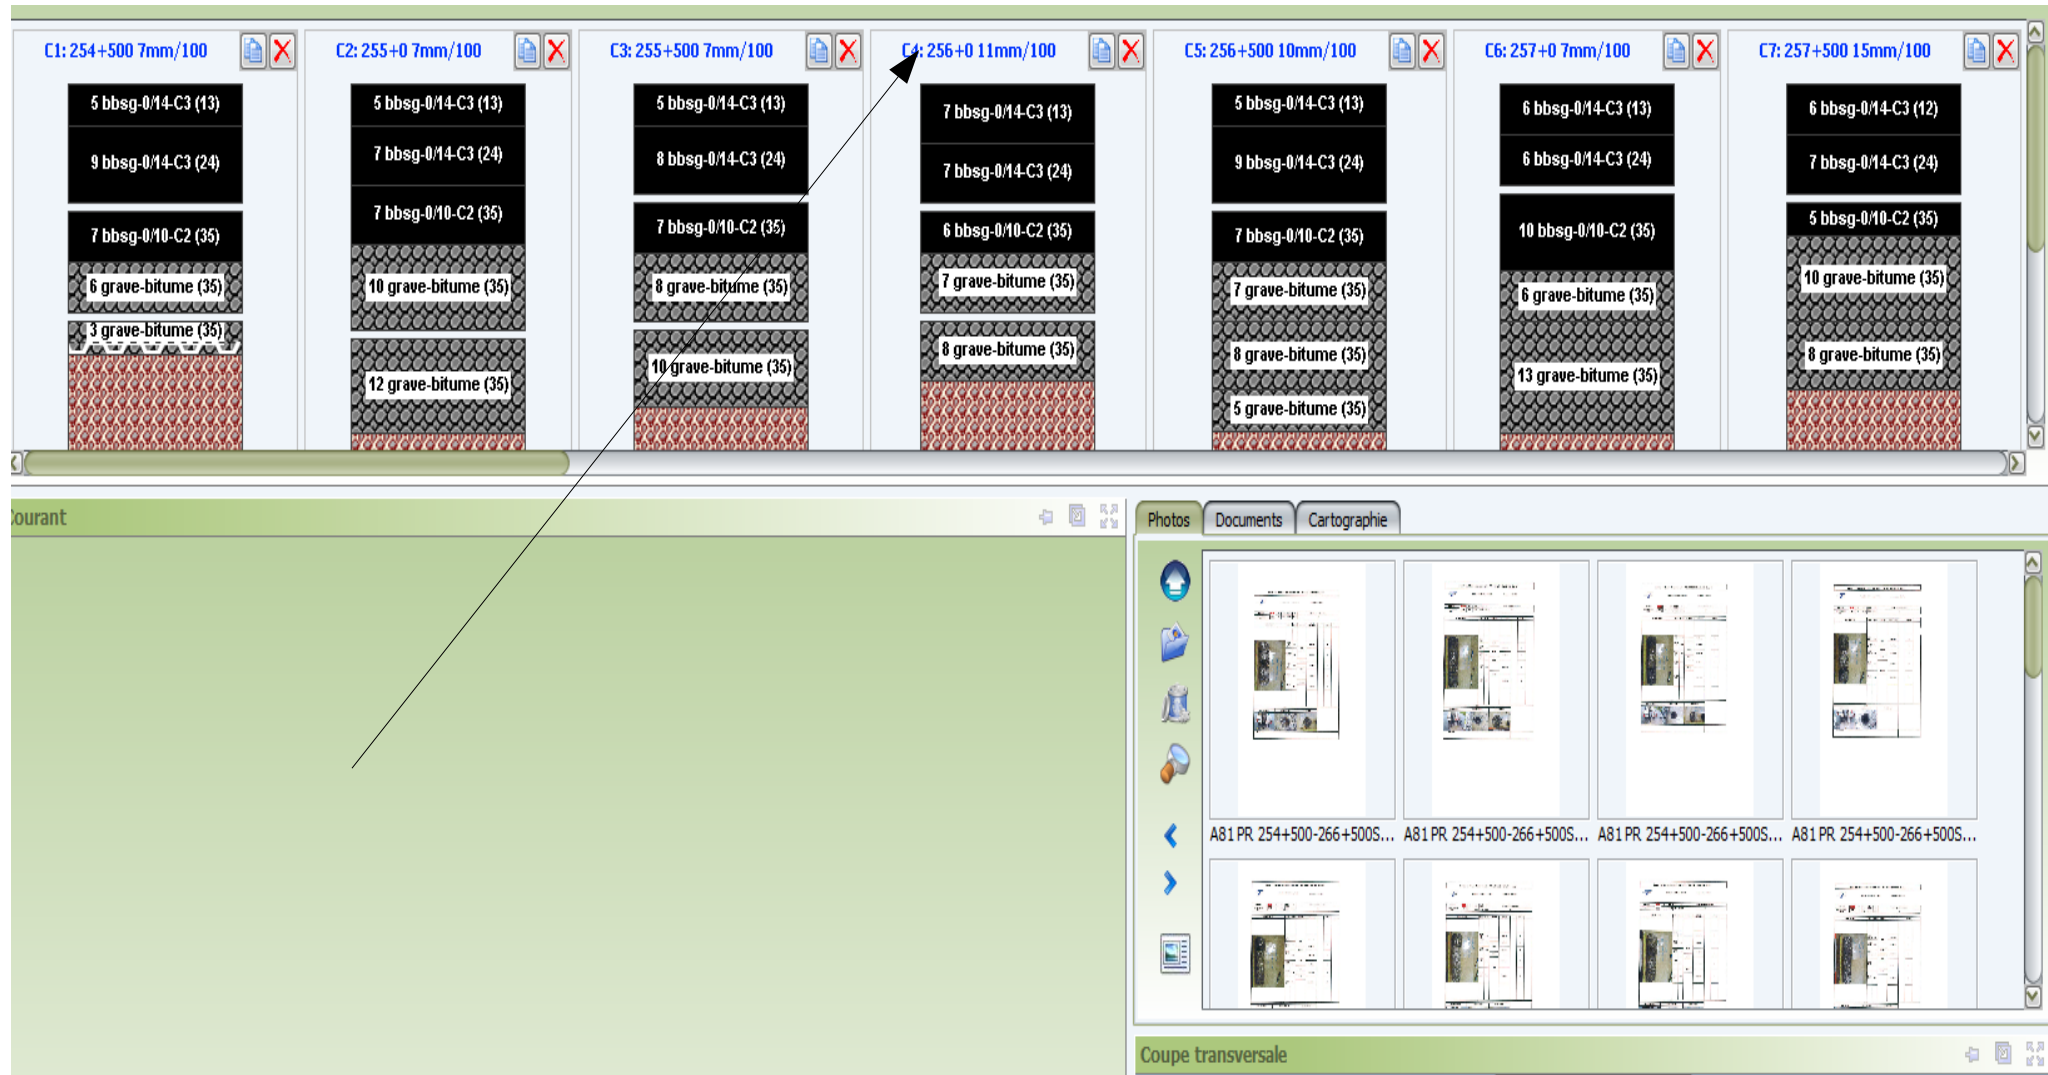 C1: 254+500 7mm/100
C2: 255+0 7mm/100
C3: 255+500 7mm/100
C4: 256+0 11mm/100
C5: 256+500 10mm/100
C6: 257+0 7mm/100
C7: 257+500 15mm/100
5 bbsg-0/14-C3 (13)
9 bbsg-0/14-C3 (24)
7 bbsg-0/10-C2 (35)
6 grave-bitume (35)
3 grave-bitume (35)
5 bbsg-0/14-C3 (13)
7 bbsg-0/14-C3 (24)
7 bbsg-0/10-C2 (35)
10 grave-bitume (35)
12 grave-bitume (35)
5 bbsg-0/14-C3 (13)
8 bbsg-0/14-C3 (24)
7 bbsg-0/10-C2 (35)
8 grave-bitume (35)
10 grave-bitume (35)
7 bbsg-0/14-C3 (13)
7 bbsg-0/14-C3 (24)
6 bbsg-0/10-C2 (35)
7 grave-bitume (35)
8 grave-bitume (35)
5 bbsg-0/14-C3 (13)
9 bbsg-0/14-C3 (24)
7 bbsg-0/10-C2 (35)
7 grave-bitume (35)
8 grave-bitume (35)
5 grave-bitume (35)
6 bbsg-0/14-C3 (13)
6 bbsg-0/14-C3 (24)
10 bbsg-0/10-C2 (35)
6 grave-bitume (35)
13 grave-bitume (35)
6 bbsg-0/14-C3 (12)
7 bbsg-0/14-C3 (24)
5 bbsg-0/10-C2 (35)
10 grave-bitume (35)
8 grave-bitume (35)
Courant
Photos
Documents
Cartographie
A81 PR 254+500-266+500S...
A81 PR 254+500-266+500S...
A81 PR 254+500-266+500S...
A81 PR 254+500-266+500S...
Coupe transversale